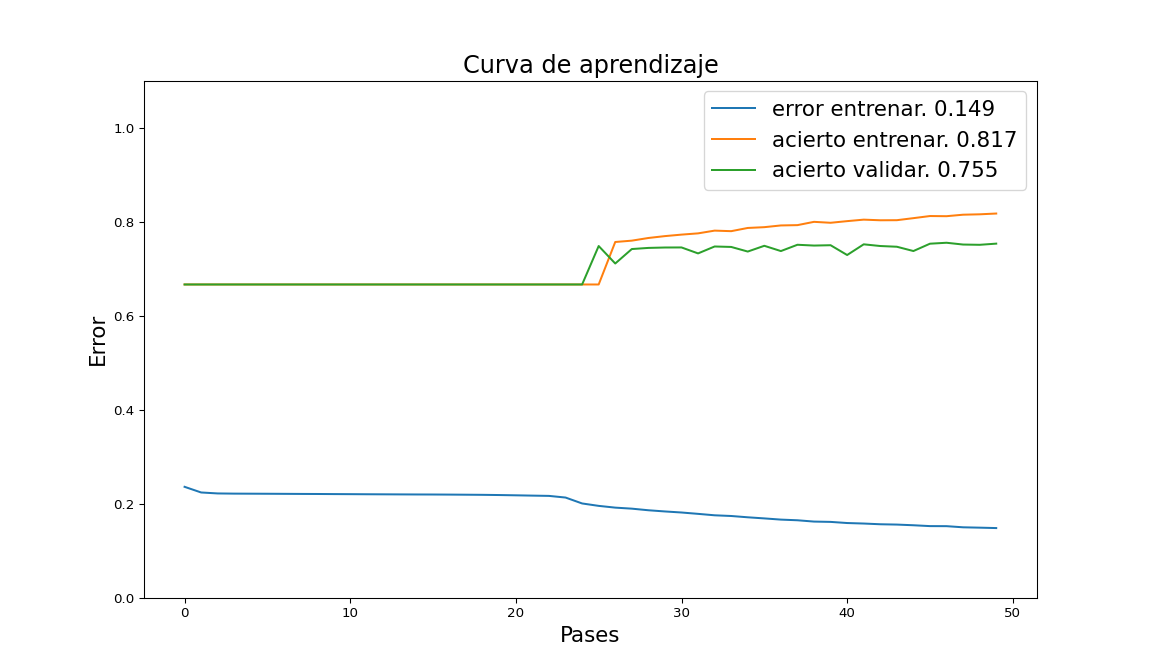 Curva de aprendizaje
error entrenar. 0.149
acierto entrenar. 0.817
acierto validar. 0.755
1.0
0.8
0.6
0.4
0.2
0.0
Error
0 10 20 30 40 50
Pases